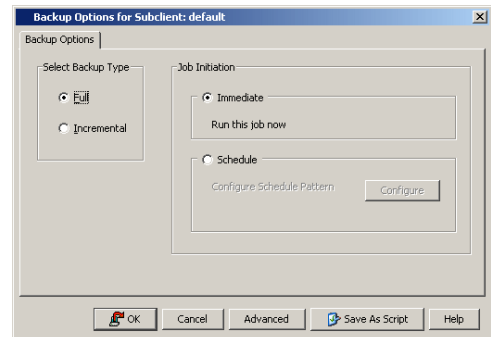 Backup Options for Subclient: default
Backup Options
Select Backup Type
Full
Incremental
Job Initiation
Immediate
Run this job now
Schedule
Configure Schedule Pattern
Configure
OK
Cancel
Advanced
Save As Script
Help